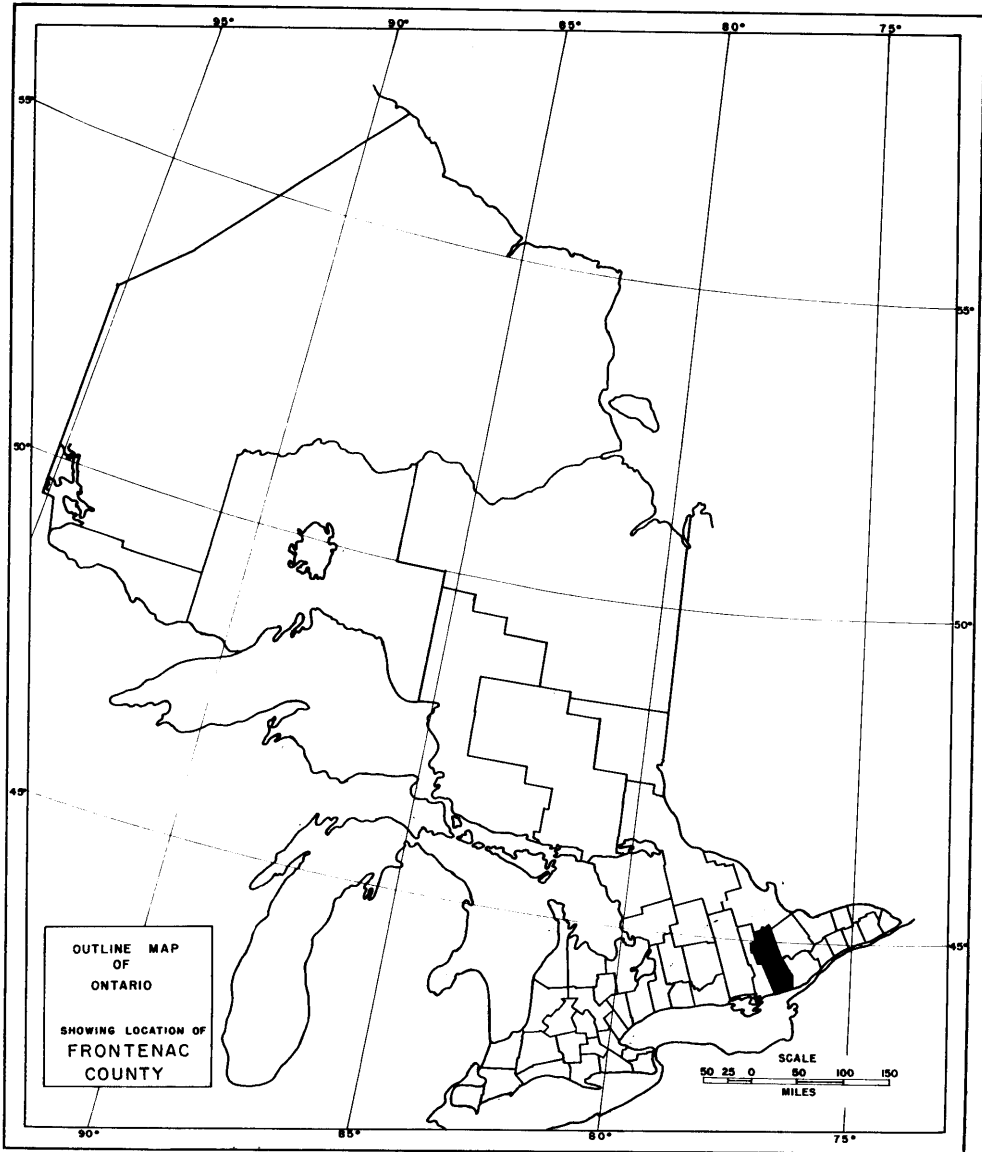 95°
90°
85°
80°
75°
55°
55°
50°
50°
45°
45°
OUTLINE MAP
OF
ONTARIO
SHOWING LOCATION OF
FRONTENAC
COUNTY
SCALE
50 25 0 50 100 150
MILES
90°
85°
80°
75°